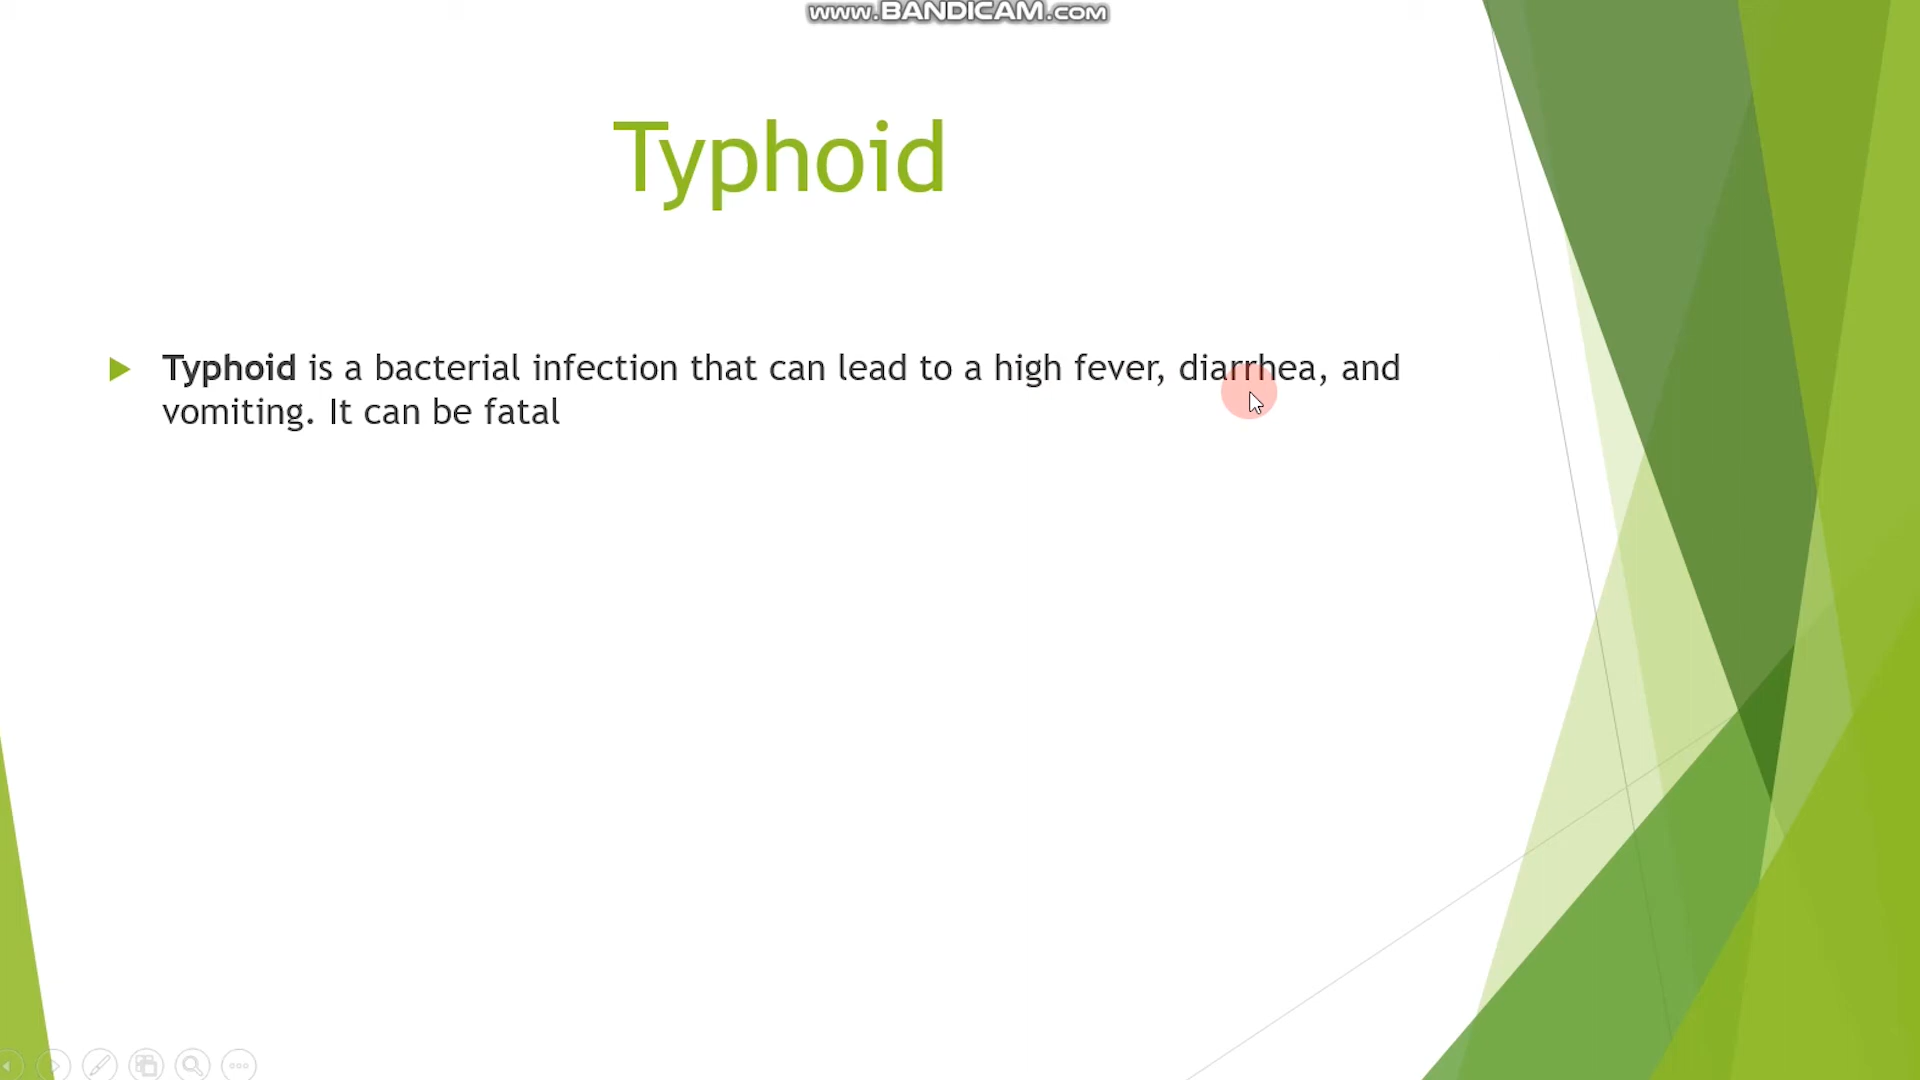 www.BANDICAM.com
Typhoid
Typhoid is a bacterial infection that can lead to a high fever, diarrhea, and
vomiting. It can be fatal